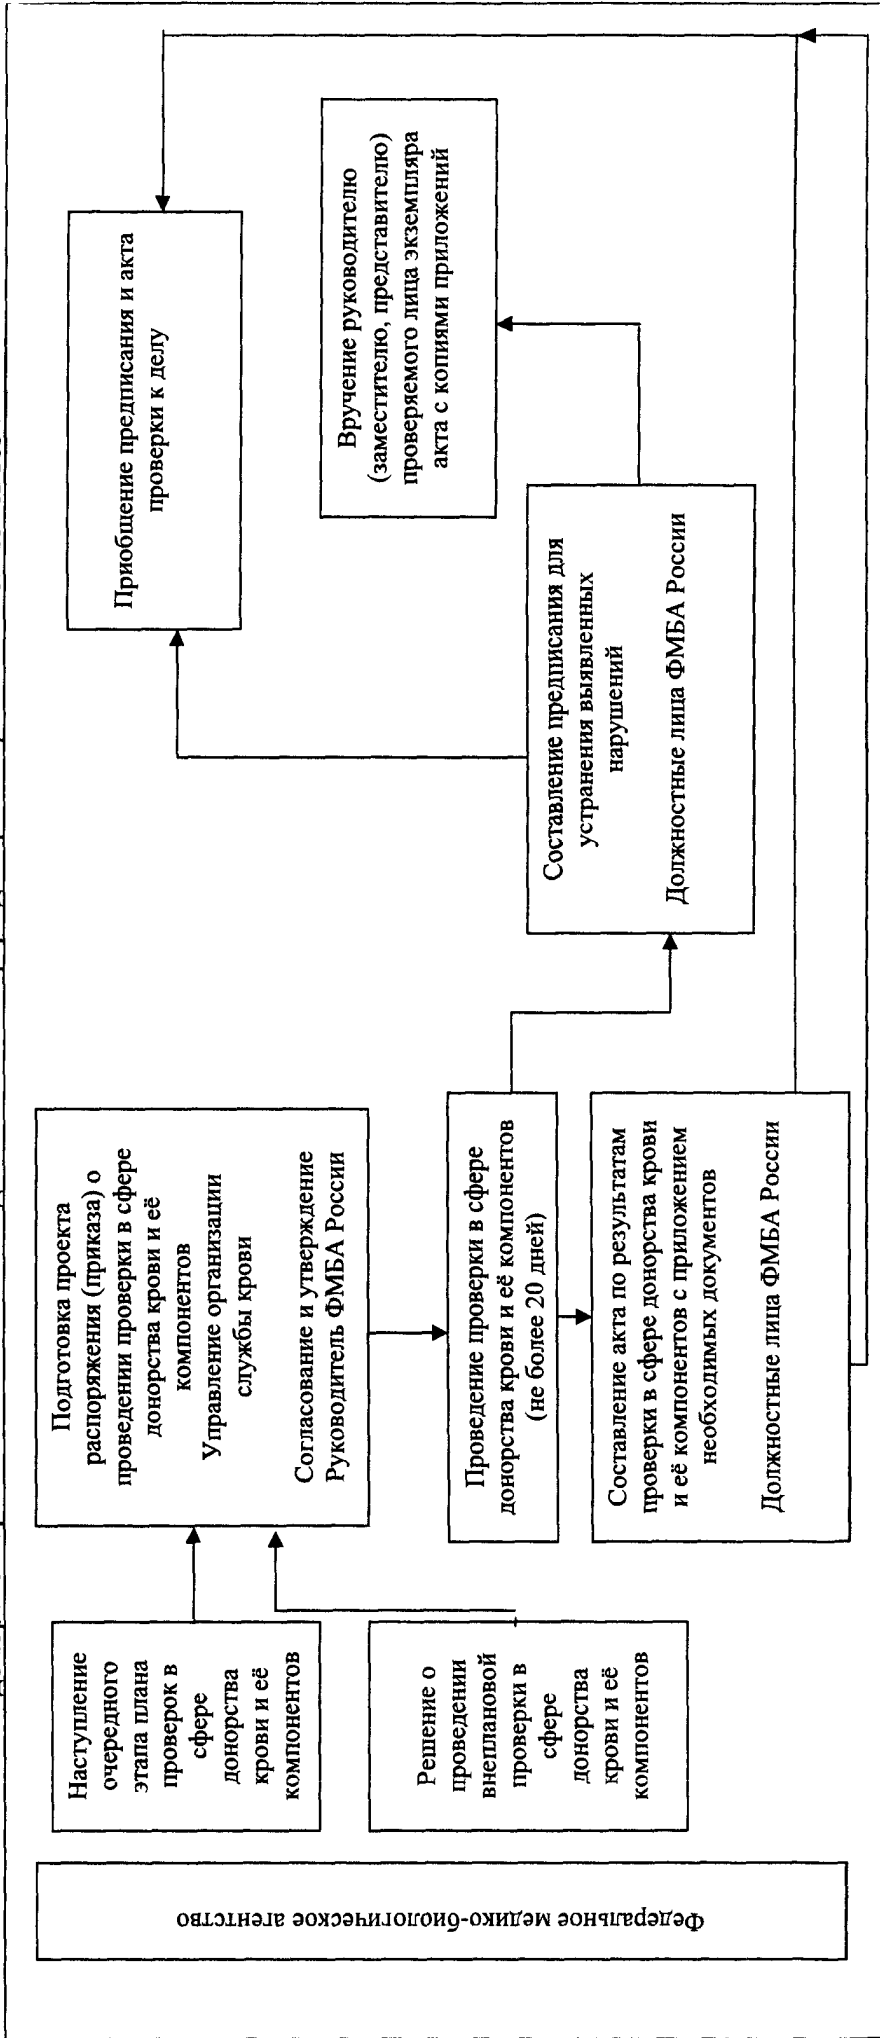 Федеральное медико-биологическое агентство
Наступление
очередного
этапа плана
проверок в
сфере
донорства
крови и её
компонентов
Решение о
проведении
внеплановой
проверки в
сфере
донорства
крови и её
компонентов
Подготовка проекта
распоряжения (приказа) о
проведении проверки в сфере
донорства крови и её
компонентов
Управление организации
службы крови
Согласование и утверждение
Руководитель ФМБА России
Проведение проверки в сфере
донорства крови и её компонентов
(не более 20 дней)
Составление акта по результатам
проверки в сфере донорства крови
и её компонентов с приложением
необходимых документов
Должностные лица ФМБА России
Составление предписания для
устранения выявленных
нарушений
Должностные лица ФМБА России
Приобщение предписания и акта
проверки к делу
Вручение руководителю
(заместителю, представителю)
проверяемого лица экземпляра
акта с копиями приложений